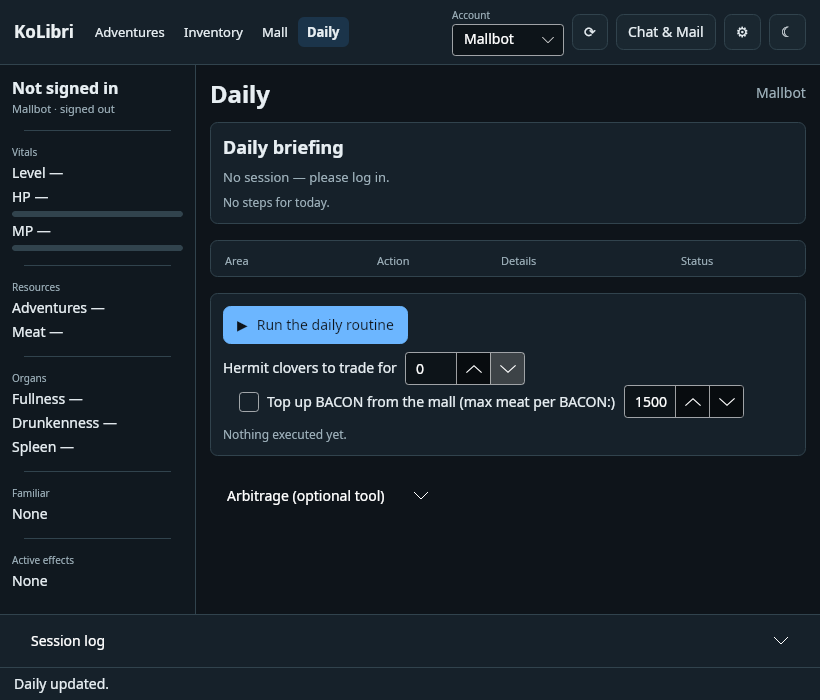 KoLibri
Adventures
Inventory
Mall
Daily
Account
Mallbot
Chat & Mail
Not signed in
Mallbot · signed out
Vitals
Level —
HP —
MP —
Resources
Adventures —
Meat —
Organs
Fullness —
Drunkenness —
Spleen —
Familiar
None
Active effects
None
Daily
Mallbot
Daily briefing
No session — please log in.
No steps for today.
Area Action Details Status
Run the daily routine
Hermit clovers to trade for 0
Top up BACON from the mall (max meat per BACON:) 1500
Nothing executed yet.
Arbitrage (optional tool)
Session log
Daily updated.